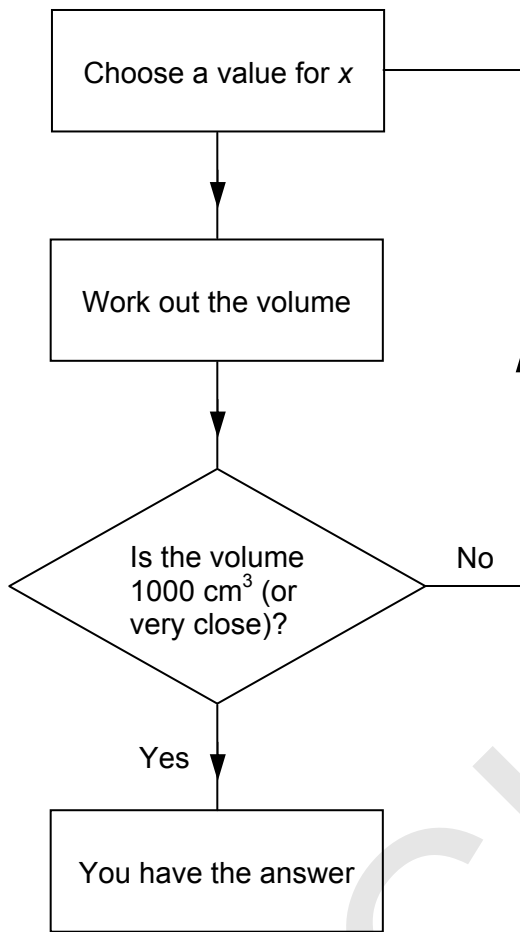 Choose a value for x
Work out the volume
Is the volume
1000 cm³ (or
very close)?
No
Yes
You have the answer